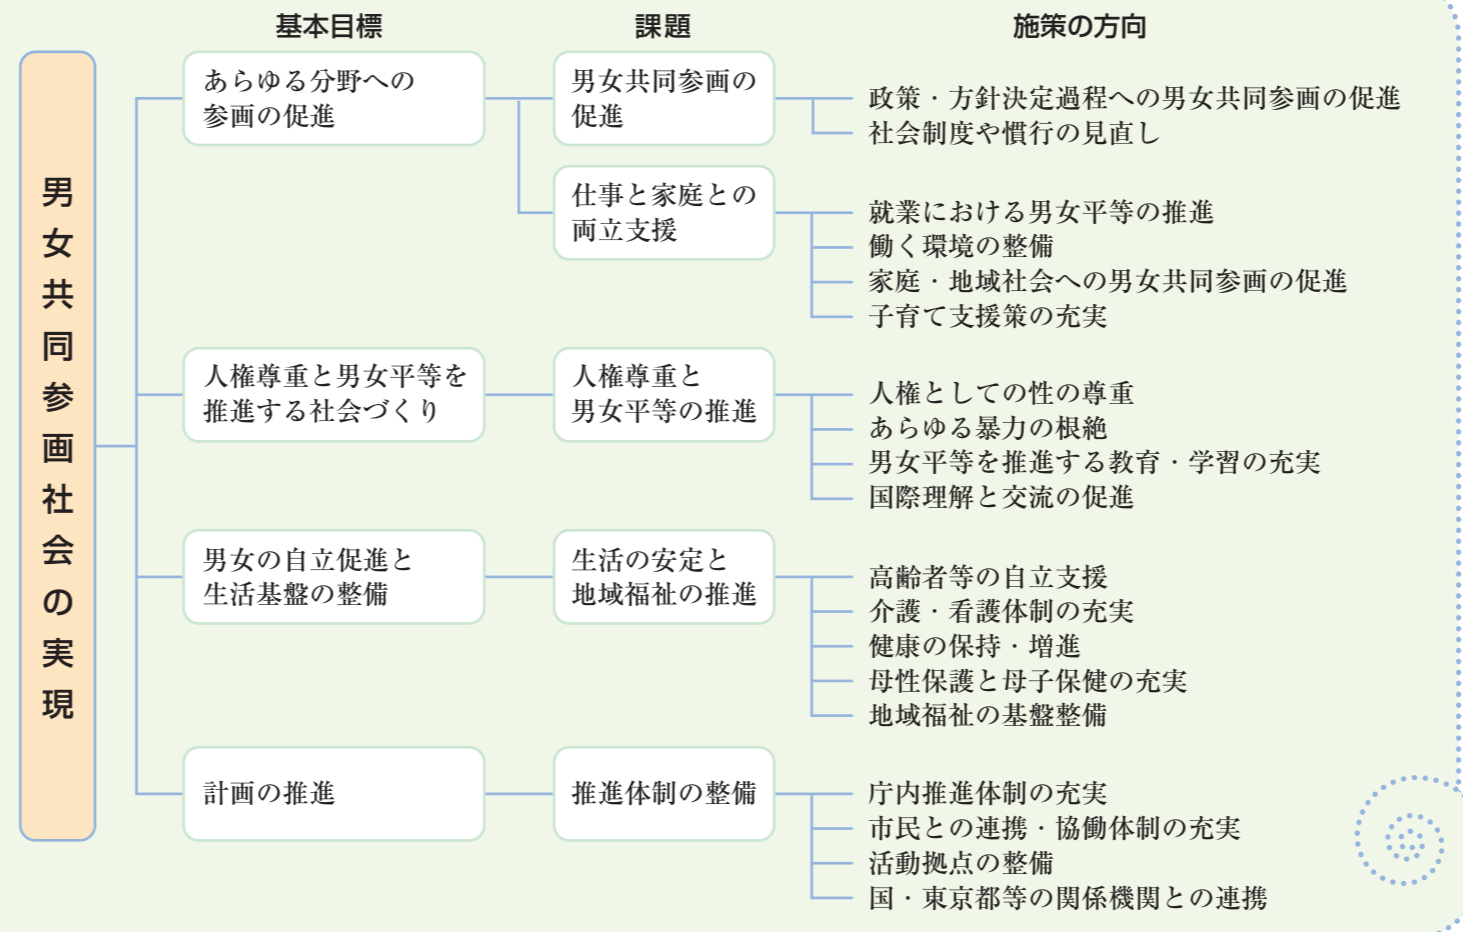 基本目標
課題
施策の方向
男女共同参画社会の実現
あらゆる分野への
参画の促進
男女共同参画の
促進
政策・方針決定過程への男女共同参画の促進
社会制度や慣行の見直し
仕事と家庭との
両立支援
就業における男女平等の推進
働く環境の整備
家庭・地域社会への男女共同参画の促進
子育て支援策の充実
人権尊重と男女平等を
推進する社会づくり
人権尊重と
男女平等の推進
人権としての性の尊重
あらゆる暴力の根絶
男女平等を推進する教育・学習の充実
国際理解と交流の促進
男女の自立促進と
生活基盤の整備
生活の安定と
地域福祉の推進
高齢者等の自立支援
介護・看護体制の充実
健康の保持・増進
母性保護と母子保健の充実
地域福祉の基盤整備
計画の推進
推進体制の整備
庁内推進体制の充実
市民との連携・協働体制の充実
活動拠点の整備
国・東京都等の関係機関との連携